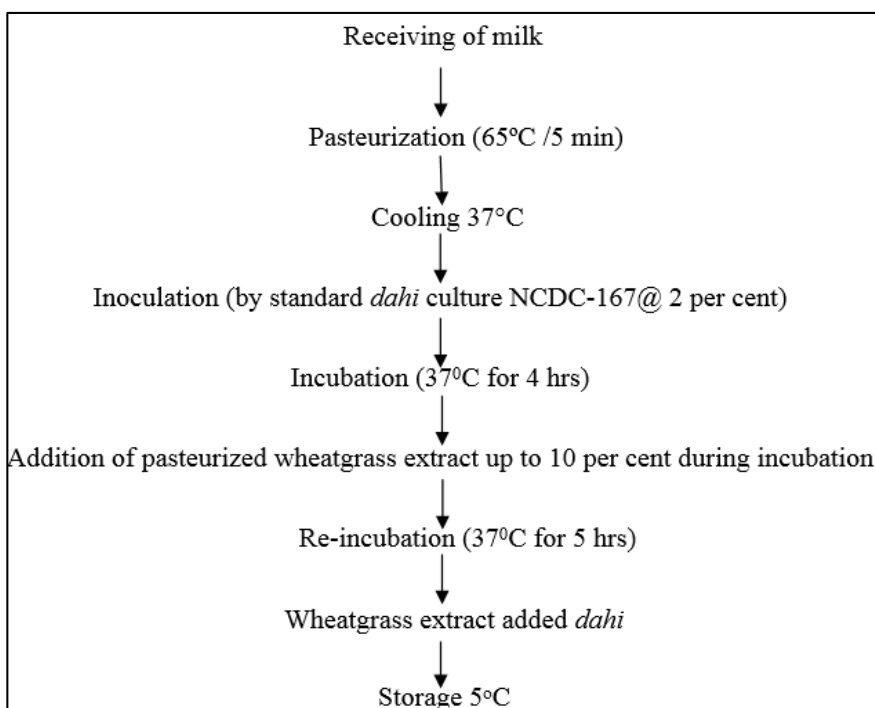 Receiving of milk
Pasteurization (65ºC /5 min)
Cooling 37°C
Inoculation (by standard dahi culture NCDC-167@ 2 per cent)
Incubation (37⁰C for 4 hrs)
Addition of pasteurized wheatgrass extract up to 10 per cent during incubation
Re-incubation (37⁰C for 5 hrs)
Wheatgrass extract added dahi
Storage 5ᵒC